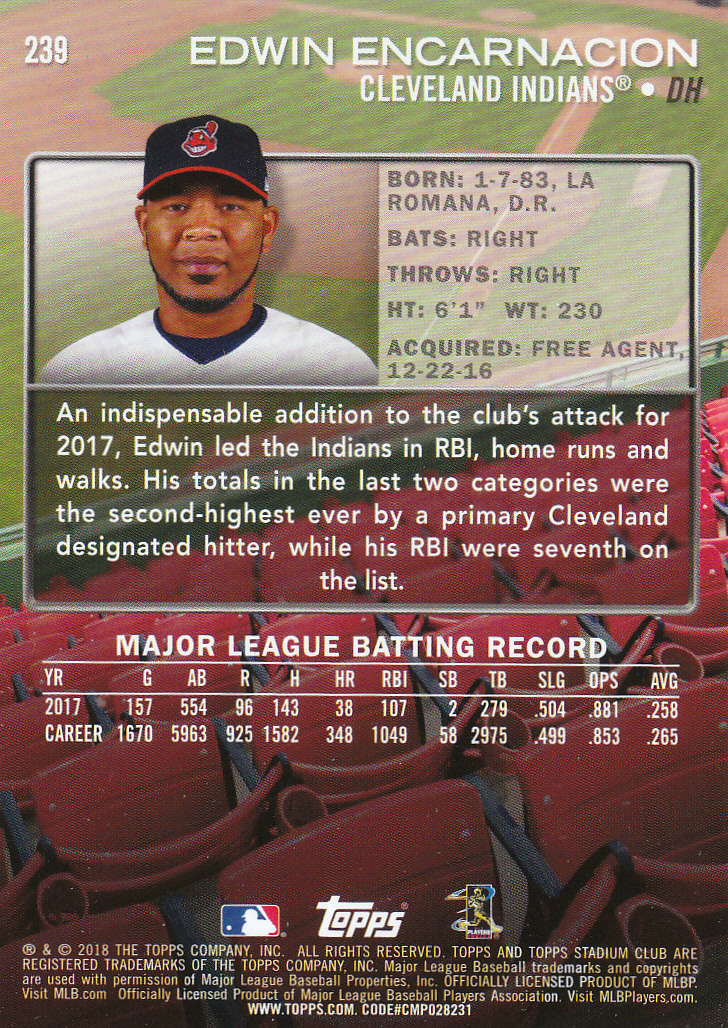 239
EDWIN ENCARNACION
CLEVELAND INDIANS® • DH
BORN: 1-7-83, LA
ROMANA, D.R.
BATS: RIGHT
THROWS: RIGHT
HT: 6'1" WT: 230
ACQUIRED: FREE AGENT,
12-22-16
An indispensable addition to the club's attack for
2017, Edwin led the Indians in RBI, home runs and
walks. His totals in the last two categories were
the second-highest ever by a primary Cleveland
designated hitter, while his RBI were seventh on
the list.
MAJOR LEAGUE BATTING RECORD
YR G AB R H HR RBI SB TB SLG OPS AVG
2017 157 554 96 143 38 107 2 279 .504 .881 .258
CAREER 1670 5963 925 1582 348 1049 58 2975 .499 .853 .265
Topps®
PLAYERS
® & © 2018 THE TOPPS COMPANY, INC. ALL RIGHTS RESERVED. TOPPS AND TOPPS STADIUM CLUB ARE
REGISTERED TRADEMARKS OF THE TOPPS COMPANY, INC. Major League Baseball trademarks and copyrights
are used with permission of Major League Baseball Properties, Inc. OFFICIALLY LICENSED PRODUCT OF MLBP.
Visit MLB.com Officially Licensed Product of Major League Baseball Players Association. Visit MLBPlayers.com.
WWW.TOPPS.COM. CODE#CMP028231